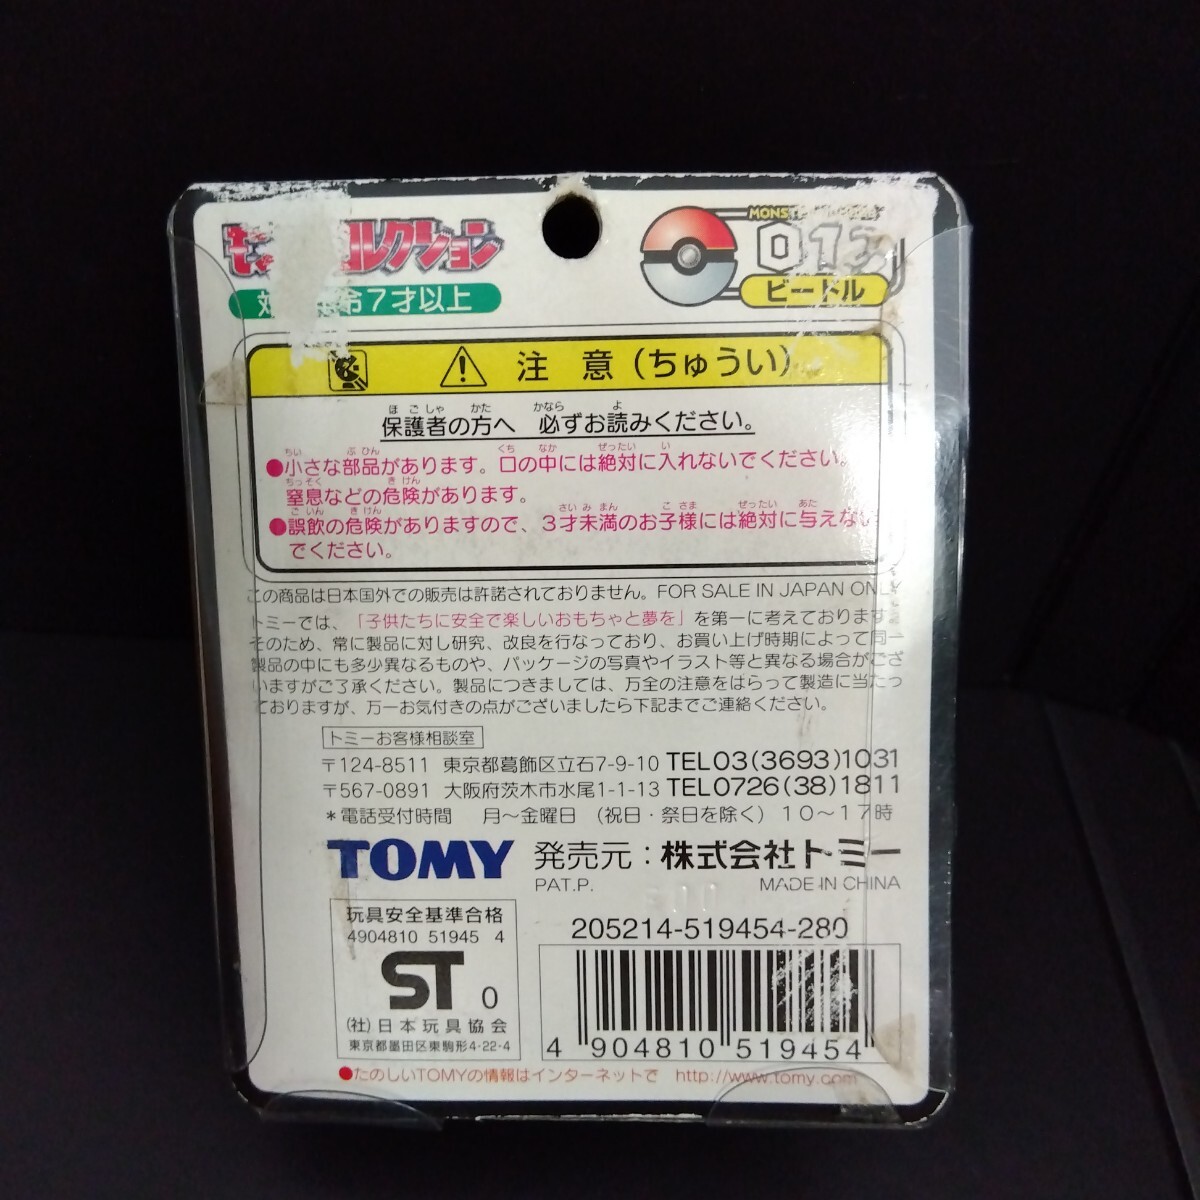 コレクション
7才以上
ビードル
注意（ちゅうい）
保護者の方へ 必ずお読みください。
●小さな部品があります。口の中には絶対に入れないでください。
窒息などの危険があります。
●誤飲の危険がありますので、3才未満のお子様には絶対に与えない
でください。
この商品は日本国外での販売は許諾されておりません。FOR SALE IN JAPAN ONLY
トミーでは、「子供たちに安全で楽しいおもちゃと夢を」を第一に考えております
そのため、常に製品に対し研究、改良を行なっており、お買い上げ時期によって同一
製品の中にも多少異なるものや、パッケージの写真やイラスト等と異なる場合がござ
いますがご了承ください。製品につきましては、万全の注意をはらって製造に当たっ
ておりますが、万一お気付きの点がございましたら下記までご連絡ください。
トミーお客様相談室
〒124-8511 東京都葛飾区立石7-9-10 TEL03(3693)1031
〒567-0891 大阪府茨木市水尾1-1-13 TEL0726(38)1811
*電話受付時間 月～金曜日 （祝日・祭日を除く）10～17時
TOMY 発売元：株式会社トミー
PAT.P. MADE IN CHINA
玩具安全基準合格
4904810 51945 4
ST 0
(社)日本玩具協会
東京都墨田区東駒形4-22-4
205214-519454-280
4 904810 519454
●たのしいTOMYの情報はインターネットで http://www.tomy.com